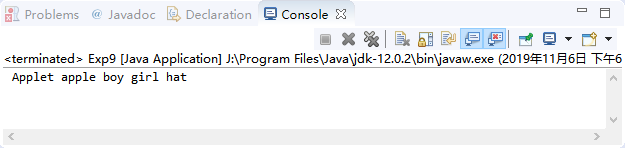 Problems @ Javadoc Declaration Console
<terminated> Exp9 [Java Application] J:\Program Files\Java\jdk-12.0.2\bin\javaw.exe (2019年11月6日 下午6
Applet apple boy girl hat